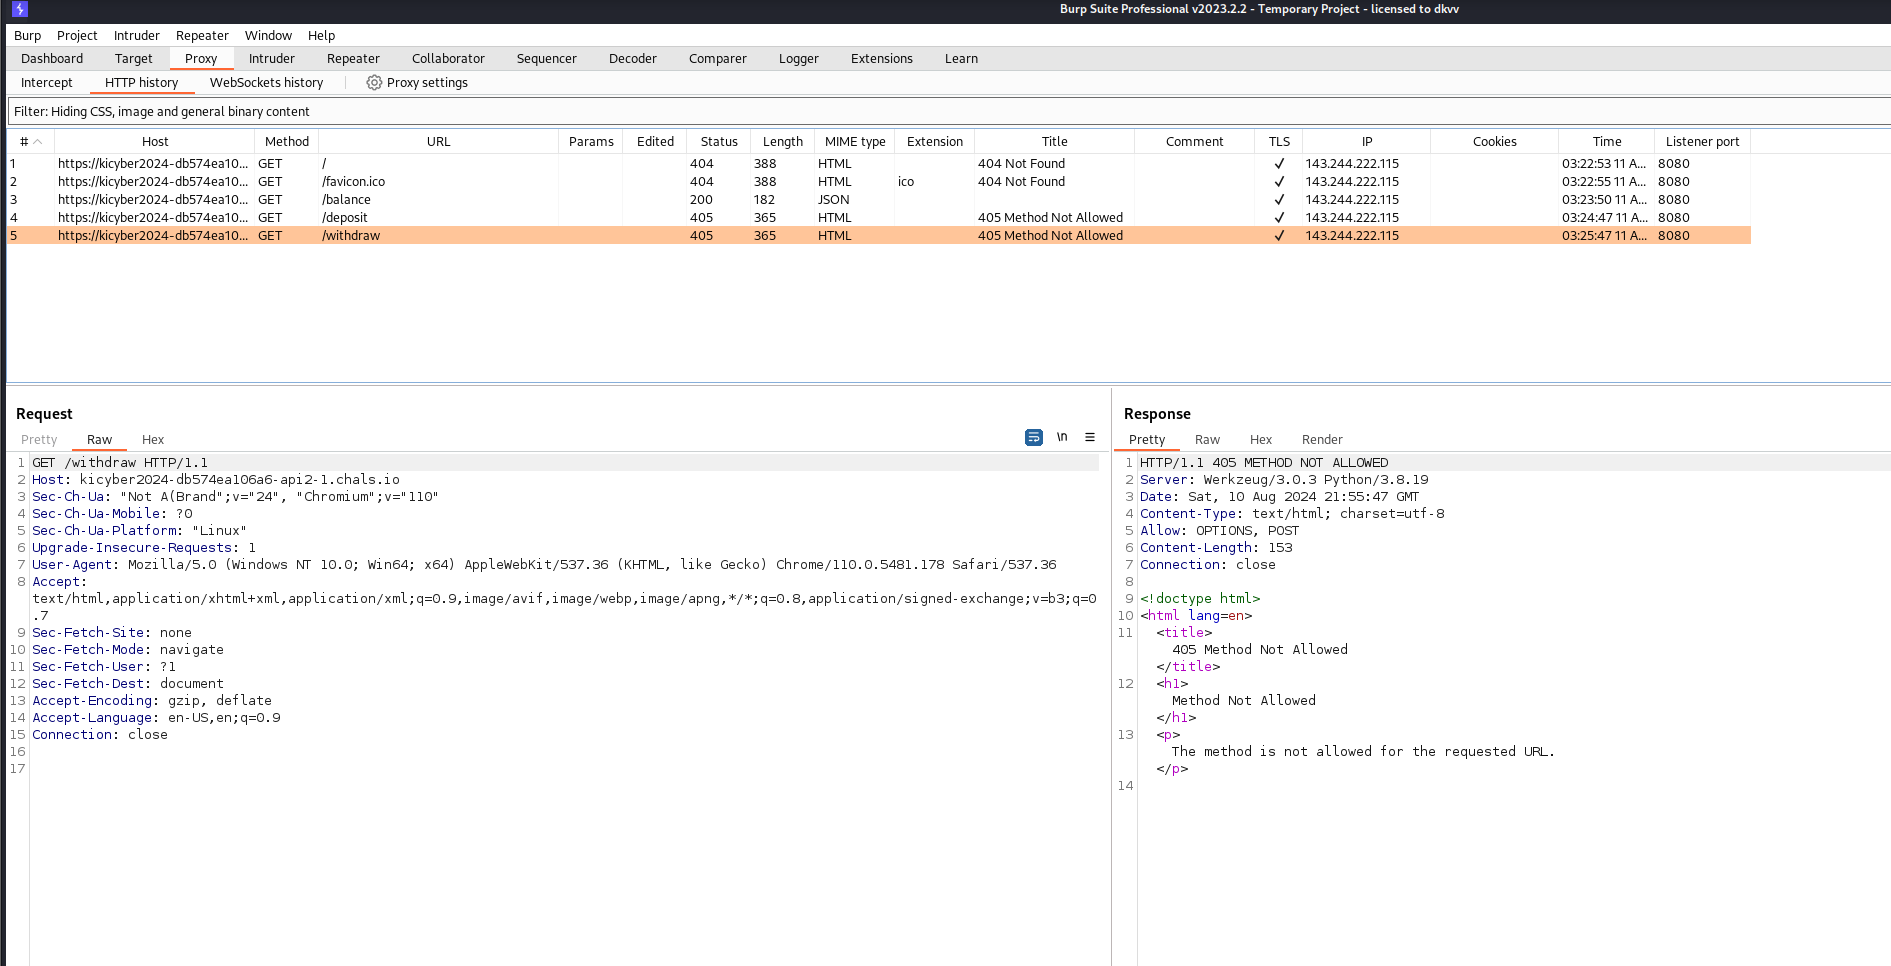 Burp Suite Professional v2023.2.2 - Temporary Project - licensed to dkvv
Burp Project Intruder Repeater Window Help
Dashboard Target Proxy Intruder Repeater Collaborator Sequencer Decoder Comparer Logger Extensions Learn
Intercept HTTP history WebSockets history Proxy settings
Filter: Hiding CSS, image and general binary content
# Host Method URL Params Edited Status Length MIME type Extension Title Comment TLS IP Cookies Time Listener port
1 https://kicyber2024-db574ea10... GET / 404 388 HTML 404 Not Found ✓ 143.244.222.115 03:22:53 11 A... 8080
2 https://kicyber2024-db574ea10... GET /favicon.ico 404 388 HTML ico 404 Not Found ✓ 143.244.222.115 03:22:55 11 A... 8080
3 https://kicyber2024-db574ea10... GET /balance 200 182 JSON ✓ 143.244.222.115 03:23:50 11 A... 8080
4 https://kicyber2024-db574ea10... GET /deposit 405 365 HTML 405 Method Not Allowed ✓ 143.244.222.115 03:24:47 11 A... 8080
5 https://kicyber2024-db574ea10... GET /withdraw 405 365 HTML 405 Method Not Allowed ✓ 143.244.222.115 03:25:47 11 A... 8080
Request
Pretty Raw Hex \n
1 GET /withdraw HTTP/1.1
2 Host: kicyber2024-db574ea106a6-api2-1.chals.io
3 Sec-Ch-Ua: "Not A(Brand";v="24", "Chromium";v="110"
4 Sec-Ch-Ua-Mobile: ?0
5 Sec-Ch-Ua-Platform: "Linux"
6 Upgrade-Insecure-Requests: 1
7 User-Agent: Mozilla/5.0 (Windows NT 10.0; Win64; x64) AppleWebKit/537.36 (KHTML, like Gecko) Chrome/110.0.5481.178 Safari/537.36
8 Accept:
text/html,application/xhtml+xml,application/xml;q=0.9,image/avif,image/webp,image/apng,*/*;q=0.8,application/signed-exchange;v=b3;q=0
.7
9 Sec-Fetch-Site: none
10 Sec-Fetch-Mode: navigate
11 Sec-Fetch-User: ?1
12 Sec-Fetch-Dest: document
13 Accept-Encoding: gzip, deflate
14 Accept-Language: en-US,en;q=0.9
15 Connection: close
16
17
Response
Pretty Raw Hex Render
1 HTTP/1.1 405 METHOD NOT ALLOWED
2 Server: Werkzeug/3.0.3 Python/3.8.19
3 Date: Sat, 10 Aug 2024 21:55:47 GMT
4 Content-Type: text/html; charset=utf-8
5 Allow: OPTIONS, POST
6 Content-Length: 153
7 Connection: close
8
9 <!doctype html>
10 <html lang=en>
11 <title>
405 Method Not Allowed
</title>
12 <h1>
Method Not Allowed
</h1>
13 <p>
The method is not allowed for the requested URL.
</p>
14